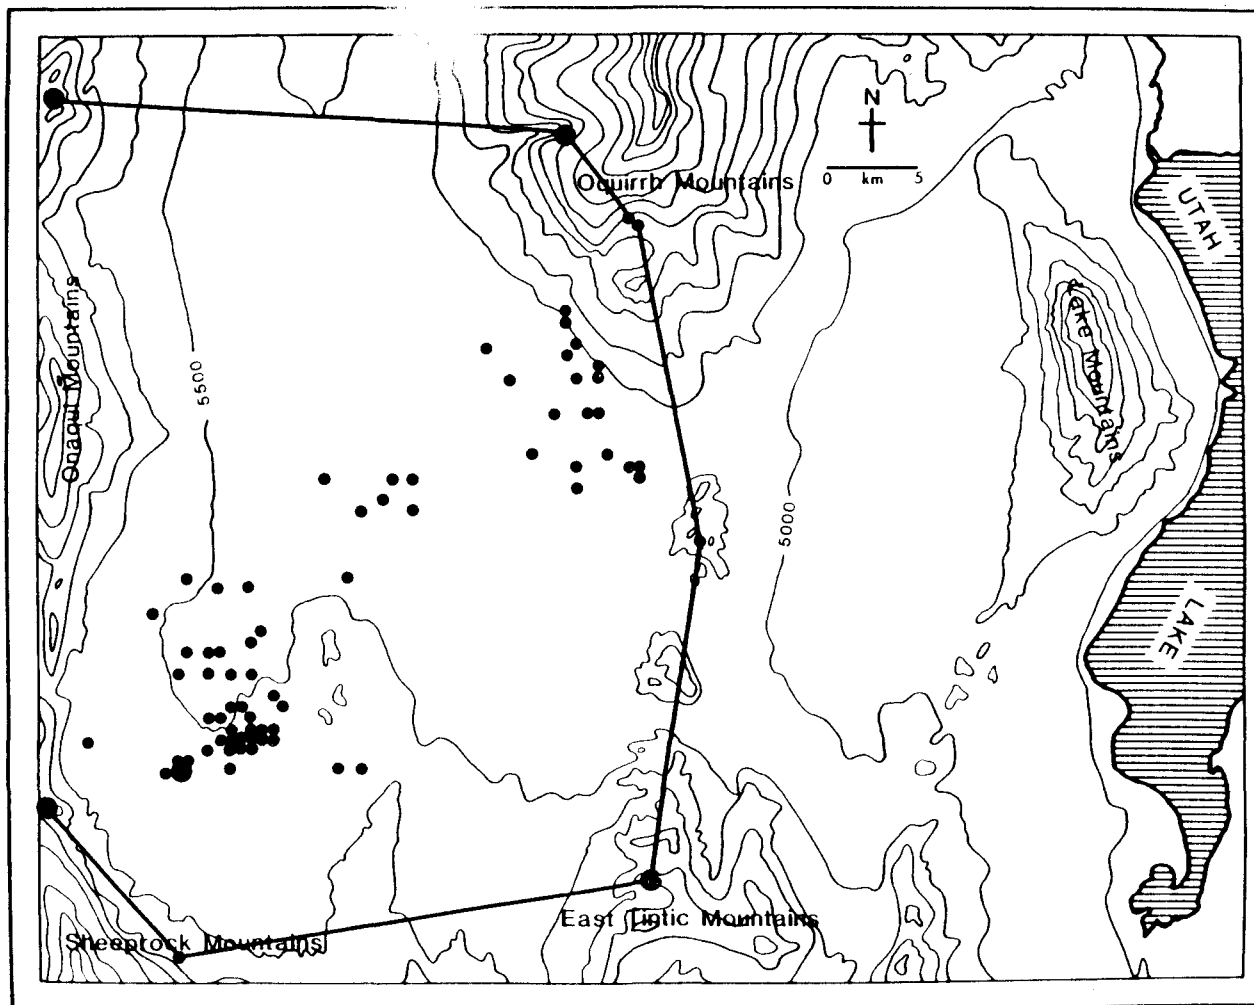 N
0 km 5
Oquirrh Mountains
UTAH
Onaqui Mountains
Lake Mountains
5500
5000
LAKE
East Tintic Mountains
Sheeprock Mountains